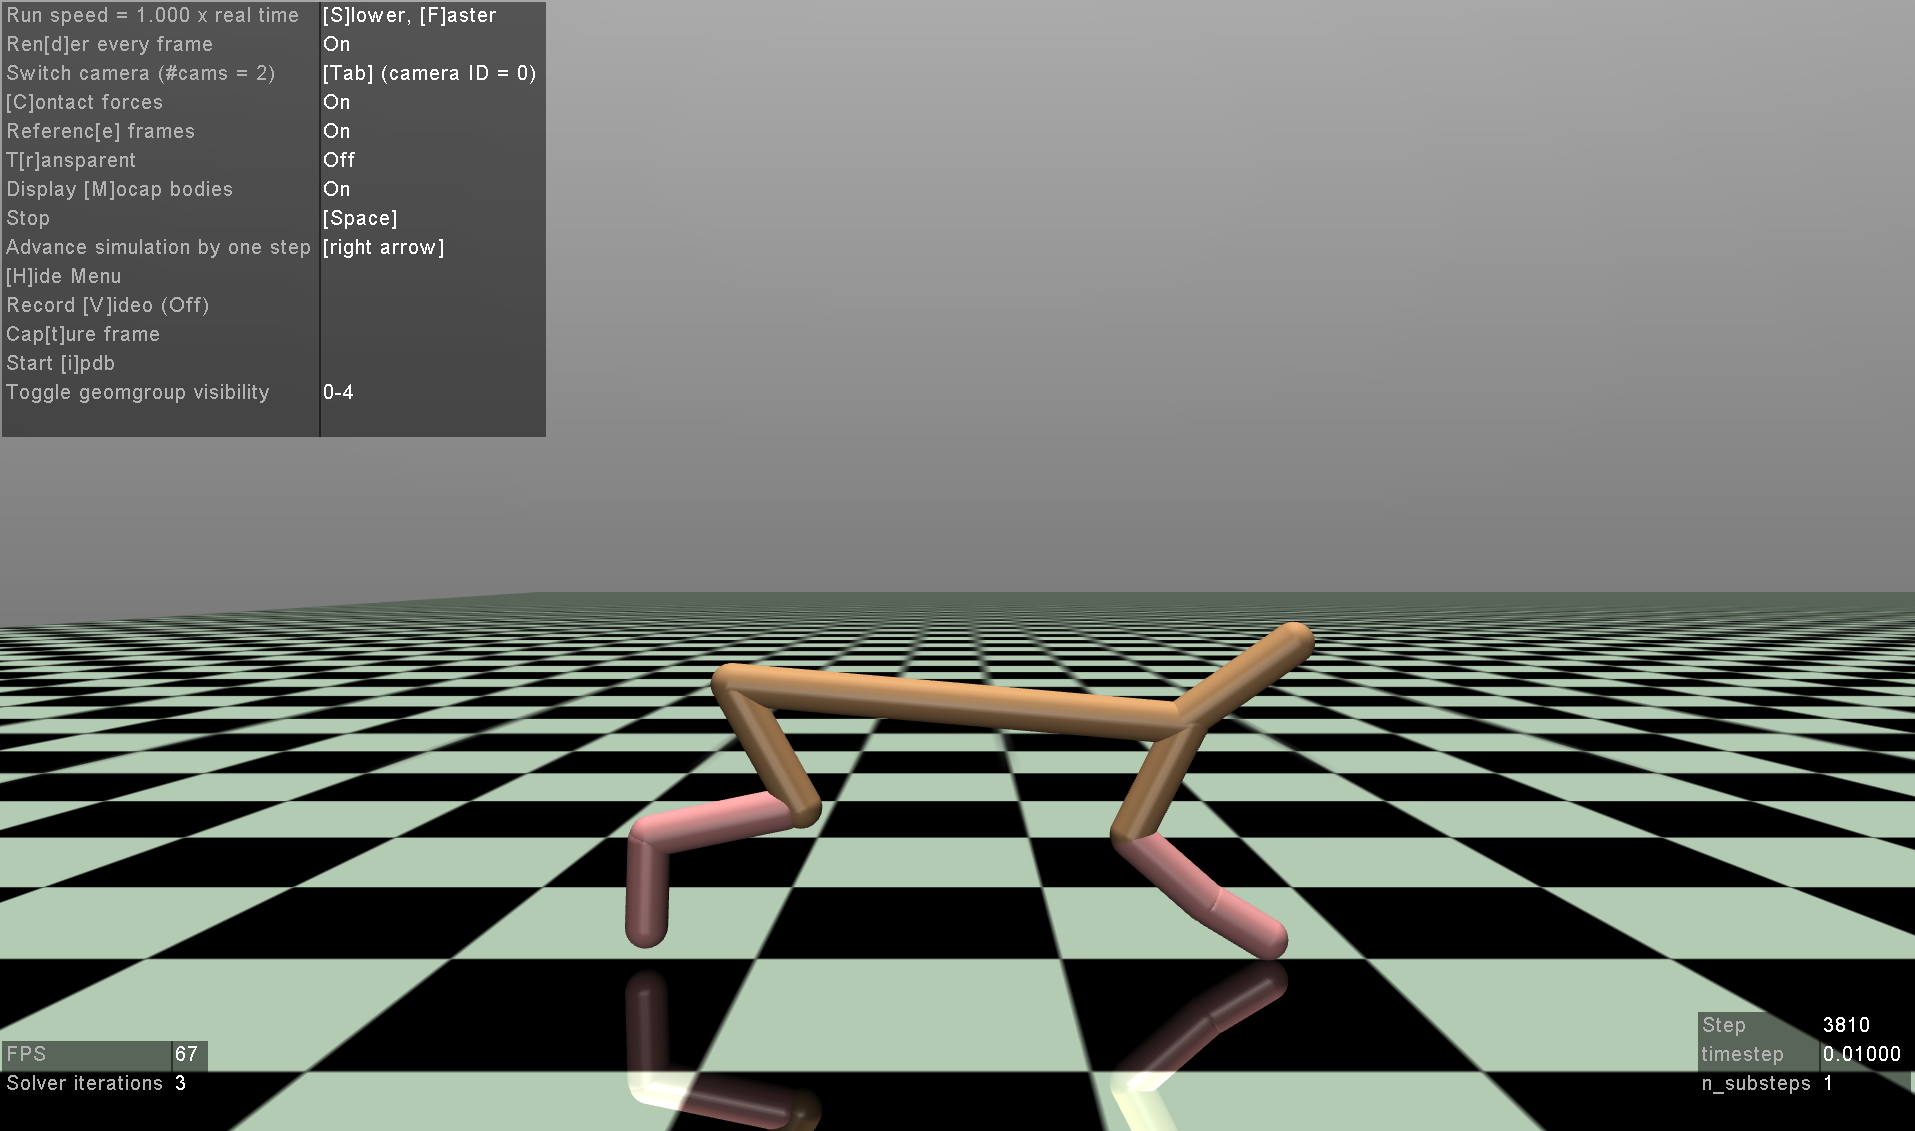 Run speed = 1.000 x real time [S]lower, [F]aster
Ren[d]er every frame On
Switch camera (#cams = 2) [Tab] (camera ID = 0)
[C]ontact forces On
Referenc[e] frames On
T[r]ansparent Off
Display [M]ocap bodies On
Stop [Space]
Advance simulation by one step [right arrow]
[H]ide Menu
Record [V]ideo (Off)
Cap[t]ure frame
Start [i]pdb
Toggle geomgroup visibility 0-4
FPS 67
Solver iterations 3
Step 3810
timestep 0.01000
n_substeps 1